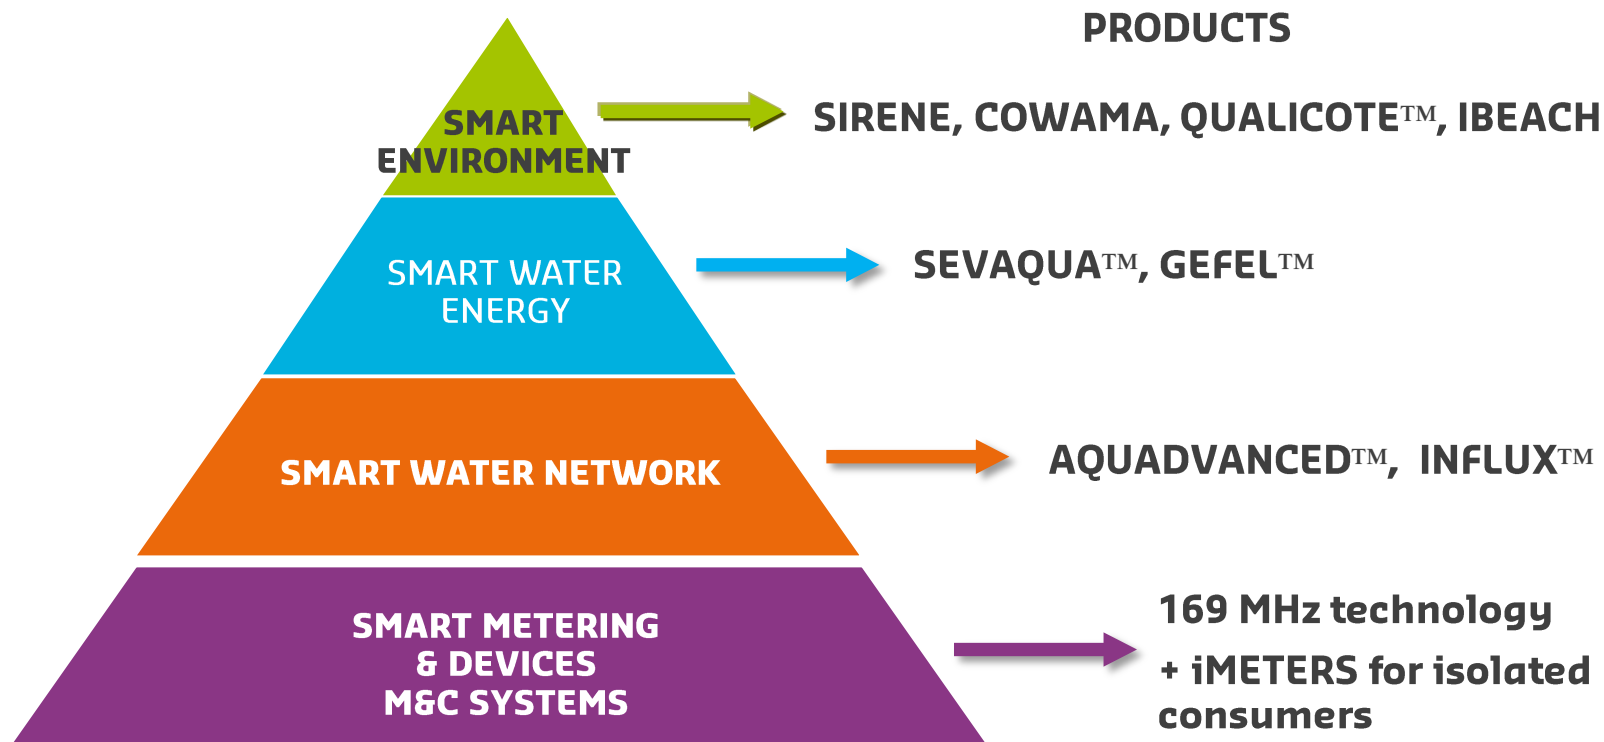 PRODUCTS
SMART
ENVIRONMENT
SIRENE, COWAMA, QUALICOTE™, IBEACH
SMART WATER
ENERGY
SEVAQUA™, GEFEL™
SMART WATER NETWORK
AQUADVANCED™, INFLUX™
SMART METERING
& DEVICES
M&C SYSTEMS
169 MHz technology
+ iMETERS for isolated
consumers